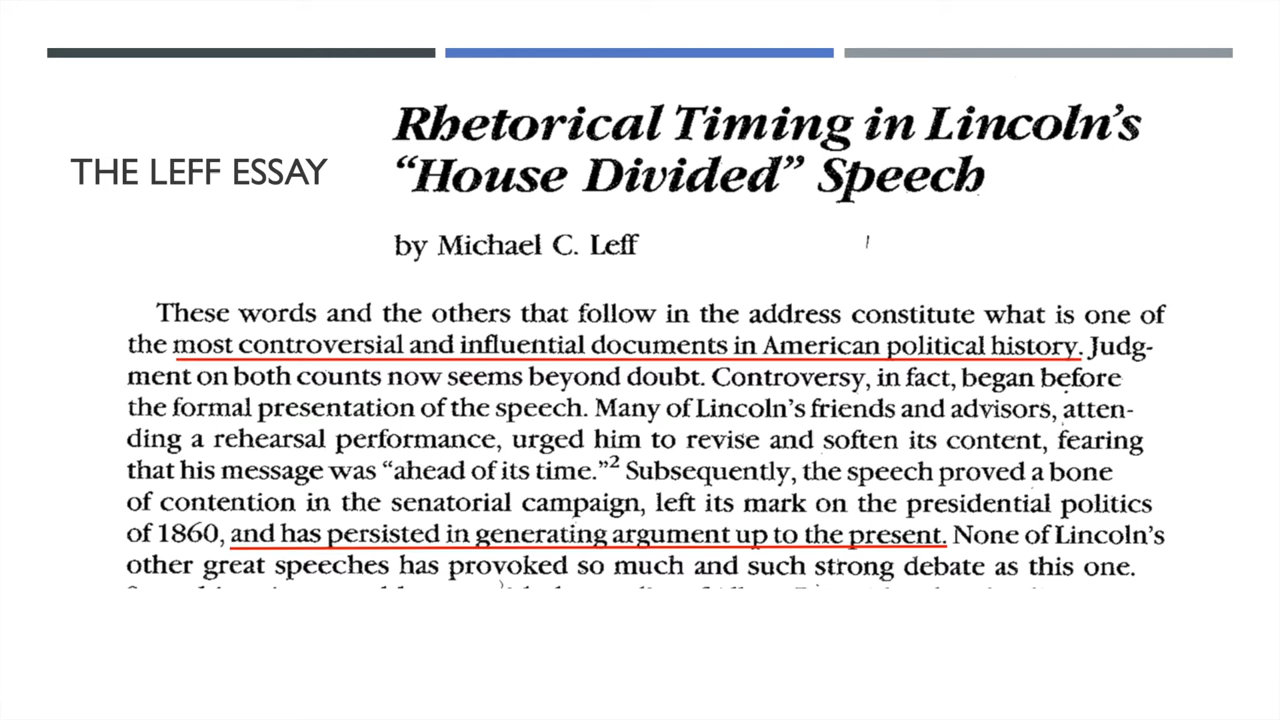 THE LEFF ESSAY
Rhetorical Timing in Lincoln's
"House Divided" Speech
by Michael C. Leff
These words and the others that follow in the address constitute what is one of
the most controversial and influential documents in American political history. Judg-
ment on both counts now seems beyond doubt. Controversy, in fact, began before
the formal presentation of the speech. Many of Lincoln's friends and advisors, atten-
ding a rehearsal performance, urged him to revise and soften its content, fearing
that his message was "ahead of its time."2 Subsequently, the speech proved a bone
of contention in the senatorial campaign, left its mark on the presidential politics
of 1860, and has persisted in generating argument up to the present. None of Lincoln's
other great speeches has provoked so much and such strong debate as this one.